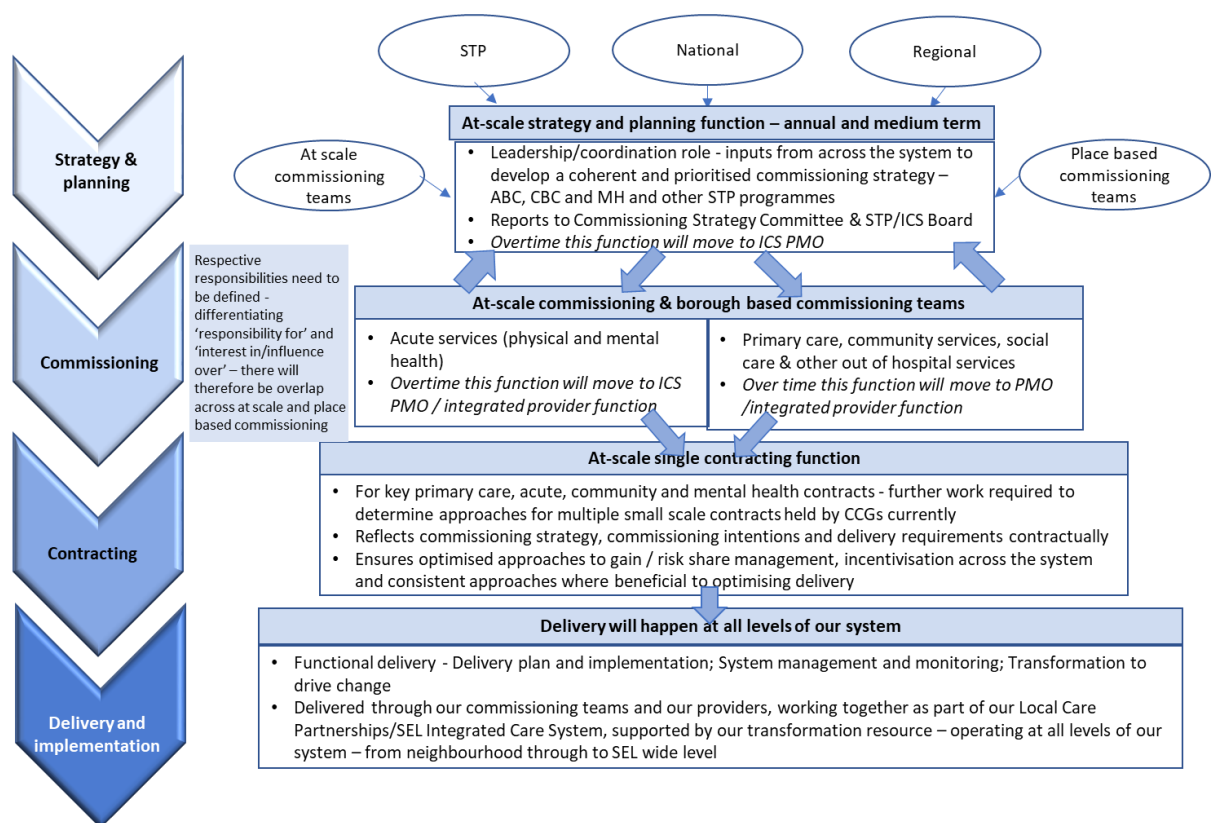 STP
National
Regional
At-scale strategy and planning function – annual and medium term
Strategy &
planning
At scale
commissioning
teams
• Leadership/coordination role - inputs from across the system to
develop a coherent and prioritised commissioning strategy –
ABC, CBC and MH and other STP programmes
• Reports to Commissioning Strategy Committee & STP/ICS Board
• Overtime this function will move to ICS PMO
Place based
commissioning
teams
Commissioning
Respective
responsibilities need to
be defined -
differentiating
‘responsibility for’ and
‘interest in/influence
over’ – there will
therefore be overlap
across at scale and place
based commissioning
At-scale commissioning & borough based commissioning teams
• Acute services (physical and mental
health)
• Overtime this function will move to ICS
PMO / integrated provider function
• Primary care, community services, social
care & other out of hospital services
• Over time this function will move to PMO
/integrated provider function
Contracting
At-scale single contracting function
• For key primary care, acute, community and mental health contracts - further work required to
determine approaches for multiple small scale contracts held by CCGs currently
• Reflects commissioning strategy, commissioning intentions and delivery requirements contractually
• Ensures optimised approaches to gain / risk share management, incentivisation across the system
and consistent approaches where beneficial to optimising delivery
Delivery and
implementation
Delivery will happen at all levels of our system
• Functional delivery - Delivery plan and implementation; System management and monitoring; Transformation to
drive change
• Delivered through our commissioning teams and our providers, working together as part of our Local Care
Partnerships/SEL Integrated Care System, supported by our transformation resource – operating at all levels of our
system – from neighbourhood through to SEL wide level